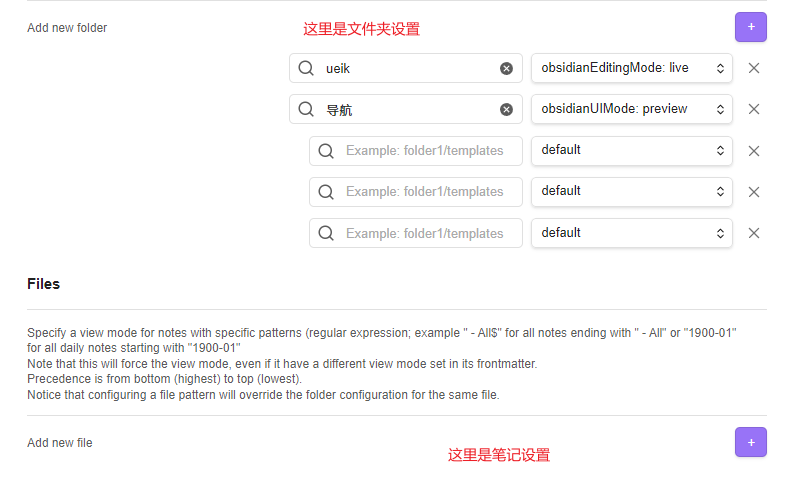 Add new folder
这里是文件夹设置
+
ueik
obsidianEditingMode: live
导航
obsidianUIMode: preview
Example: folder1/templates
default
Example: folder1/templates
default
Example: folder1/templates
default
Files
Specify a view mode for notes with specific patterns (regular expression; example " - All$" for all notes ending with " - All" or "1900-01"
for all daily notes starting with "1900-01"
Note that this will force the view mode, even if it have a different view mode set in its frontmatter.
Precedence is from bottom (highest) to top (lowest).
Notice that configuring a file pattern will override the folder configuration for the same file.
Add new file
这里是笔记设置
+